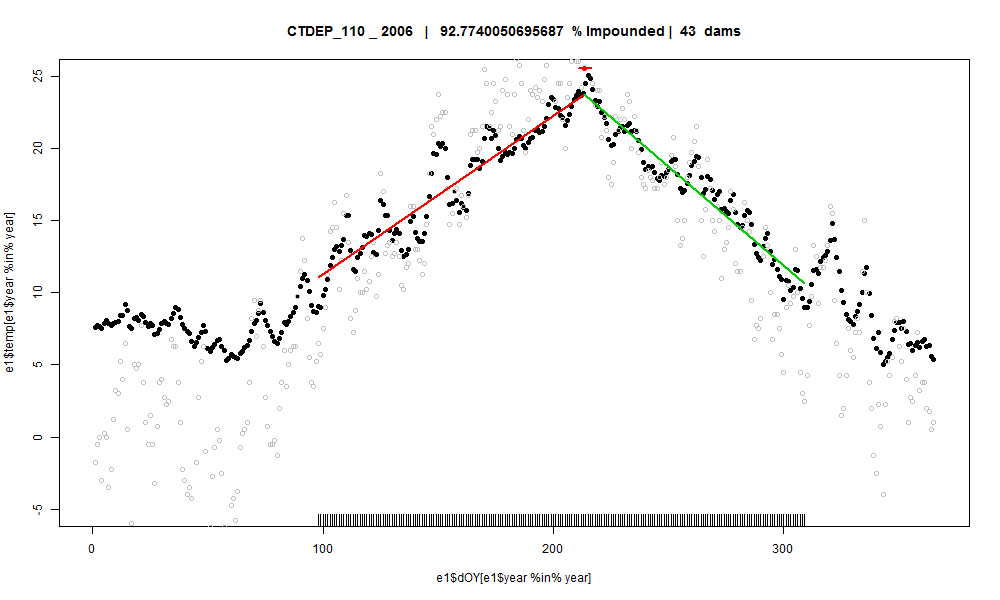 CTDEP_110 _ 2006 | 92.7740050695687 % Impounded | 43 dams
e1$temp[e1$year %in% year]
25
20
15
10
5
0
-5
0 100 200 300
e1$dOY[e1$year %in% year]